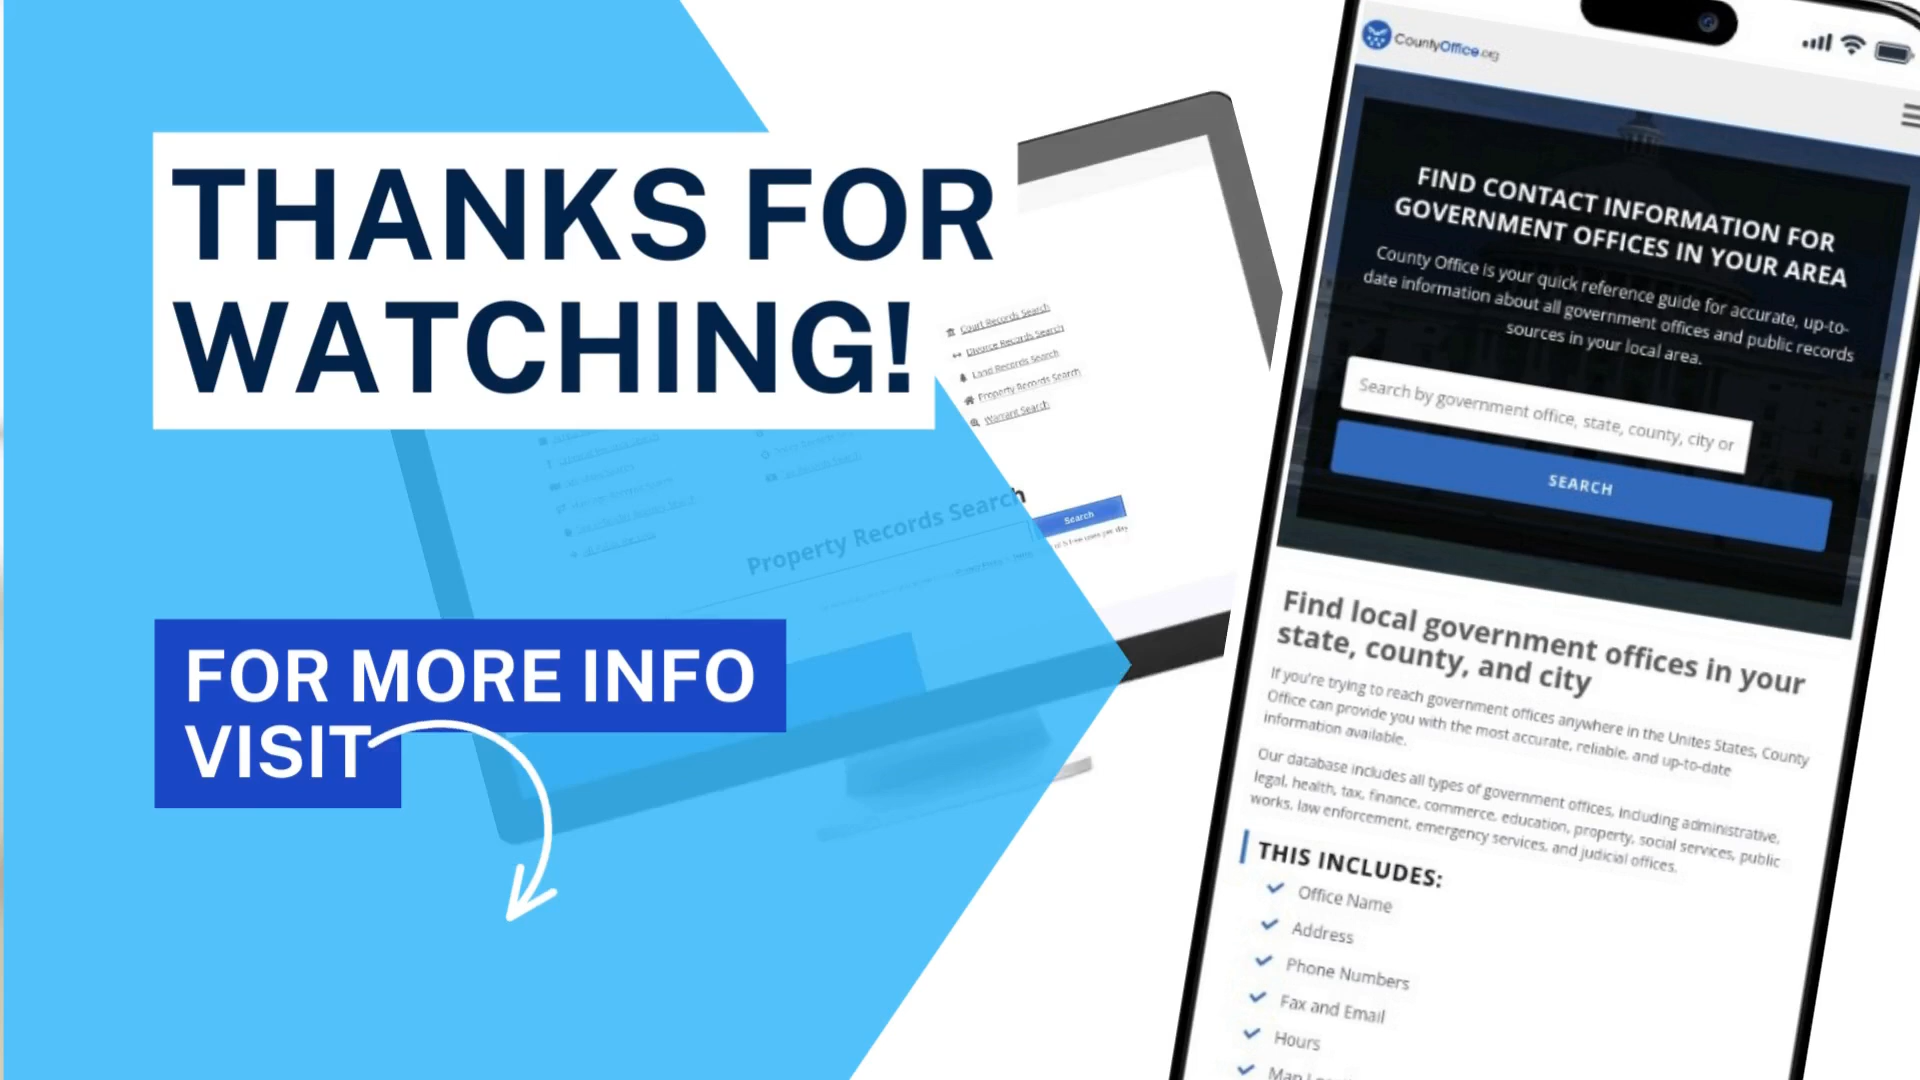 THANKS FOR
WATCHING!
FOR MORE INFO
VISIT
Court Records Search
Divorce Records Search
Land Records Search
Property Records Search
Warrant Search
Property Records Search
Search
of 5 free uses per day
CountyOffice.org
FIND CONTACT INFORMATION FOR
GOVERNMENT OFFICES IN YOUR AREA
County Office is your quick reference guide for accurate, up-to-
date information about all government offices and public records
sources in your local area.
Search by government office, state, county, city or
SEARCH
Find local government offices in your
state, county, and city
If you're trying to reach government offices anywhere in the Unites States, County
Office can provide you with the most accurate, reliable, and up-to-date
information available.
Our database includes all types of government offices, including administrative,
legal, health, tax, finance, commerce, education, property, social services, public
works, law enforcement, emergency services, and judicial offices.
THIS INCLUDES:
Office Name
Address
Phone Numbers
Fax and Email
Hours
Map